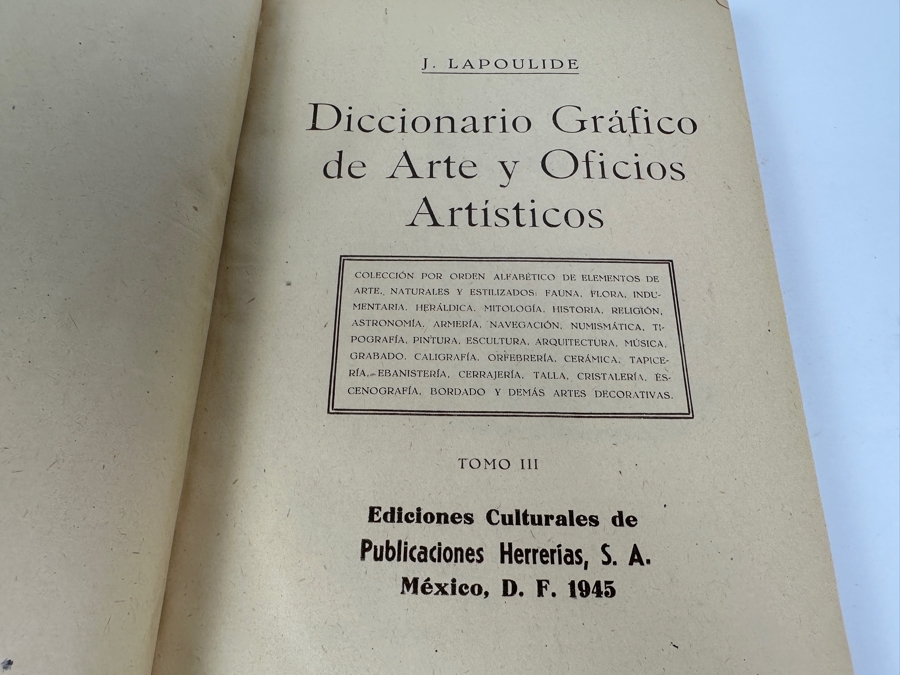 J. LAPOULIDE
Diccionario Gráfico
de Arte y Oficios
Artísticos
COLECCIÓN POR ORDEN ALFABÉTICO DE ELEMENTOS DE
ARTE, NATURALES Y ESTILIZADOS: FAUNA, FLORA, INDU-
MENTARIA, HERÁLDICA, MITOLOGÍA, HISTORIA, RELIGIÓN,
ASTRONOMÍA, ARMERÍA, NAVEGACIÓN, NUMISMÁTICA, TI-
POGRAFÍA, PINTURA, ESCULTURA, ARQUITECTURA, MÚSICA,
GRABADO, CALIGRAFÍA, ORFEBRERÍA, CERÁMICA, TAPICE-
RÍA, EBANISTERÍA, CERRAJERÍA, TALLA, CRISTALERÍA, ES-
CENOGRAFÍA, BORDADO Y DEMÁS ARTES DECORATIVAS.
TOMO III
Ediciones Culturales de
Publicaciones Herrerías, S. A.
México, D. F. 1945